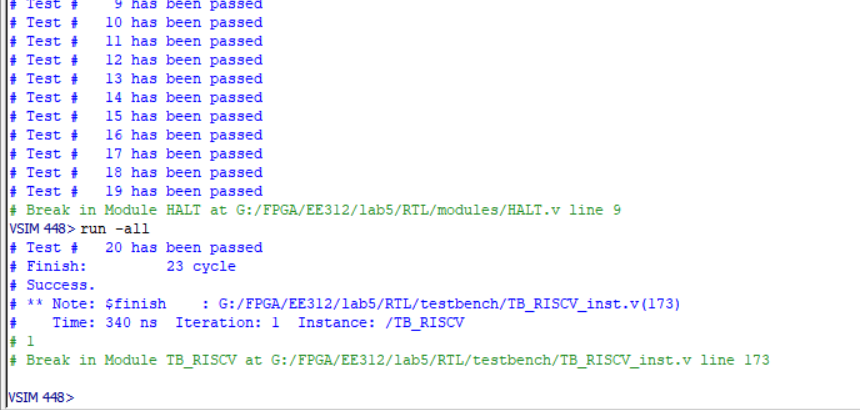 # Test #    9 has been passed
# Test #   10 has been passed
# Test #   11 has been passed
# Test #   12 has been passed
# Test #   13 has been passed
# Test #   14 has been passed
# Test #   15 has been passed
# Test #   16 has been passed
# Test #   17 has been passed
# Test #   18 has been passed
# Test #   19 has been passed
# Break in Module HALT at G:/FPGA/EE312/lab5/RTL/modules/HALT.v line 9
VSIM 448> run -all
# Test #   20 has been passed
# Finish:         23 cycle
# Success.
# ** Note: $finish    : G:/FPGA/EE312/lab5/RTL/testbench/TB_RISCV_inst.v(173)
#    Time: 340 ns  Iteration: 1  Instance: /TB_RISCV
# 1
# Break in Module TB_RISCV at G:/FPGA/EE312/lab5/RTL/testbench/TB_RISCV_inst.v line 173
VSIM 448>